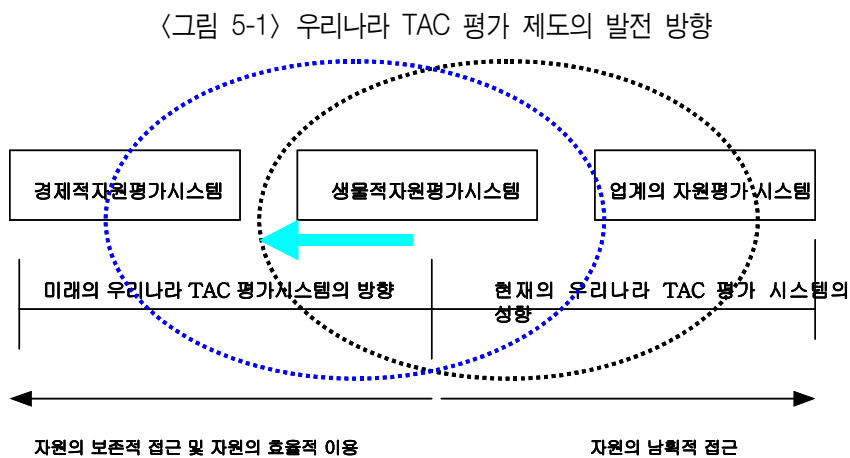 〈그림 5-1〉 우리나라 TAC 평가 제도의 발전 방향
경제적자원평가시스템
생물적자원평가시스템
업계의 자원평가 시스템
미래의 우리나라 TAC 평가시스템의 방향
현재의 우리나라 TAC 평가 시스템의
성향
자원의 보존적 접근 및 자원의 효율적 이용
자원의 남획적 접근